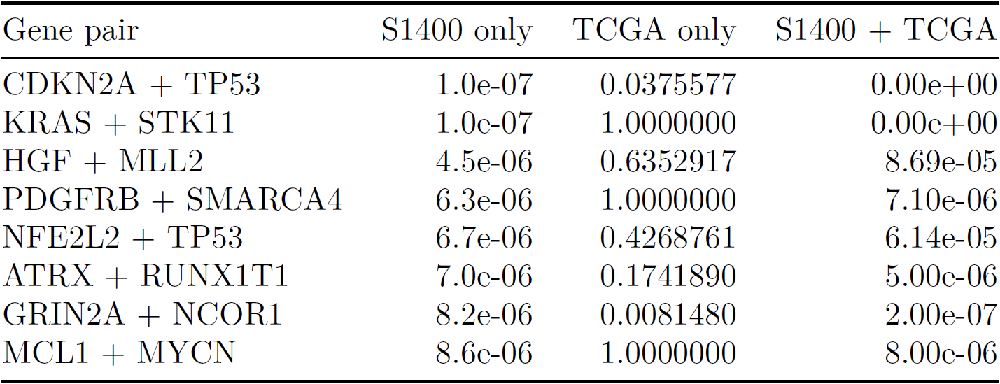 Gene pair S1400 only TCGA only S1400 + TCGA
CDKN2A + TP53 1.0e-07 0.0375577 0.00e+00
KRAS + STK11 1.0e-07 1.0000000 0.00e+00
HGF + MLL2 4.5e-06 0.6352917 8.69e-05
PDGFRB + SMARCA4 6.3e-06 1.0000000 7.10e-06
NFE2L2 + TP53 6.7e-06 0.4268761 6.14e-05
ATRX + RUNX1T1 7.0e-06 0.1741890 5.00e-06
GRIN2A + NCOR1 8.2e-06 0.0081480 2.00e-07
MCL1 + MYCN 8.6e-06 1.0000000 8.00e-06